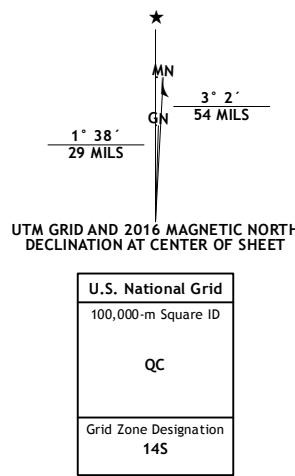 ★
MN
GN
3° 2´
54 MILS
1° 38´
29 MILS
UTM GRID AND 2016 MAGNETIC NORTH
DECLINATION AT CENTER OF SHEET
U.S. National Grid
100,000-m Square ID
QC
Grid Zone Designation
14S